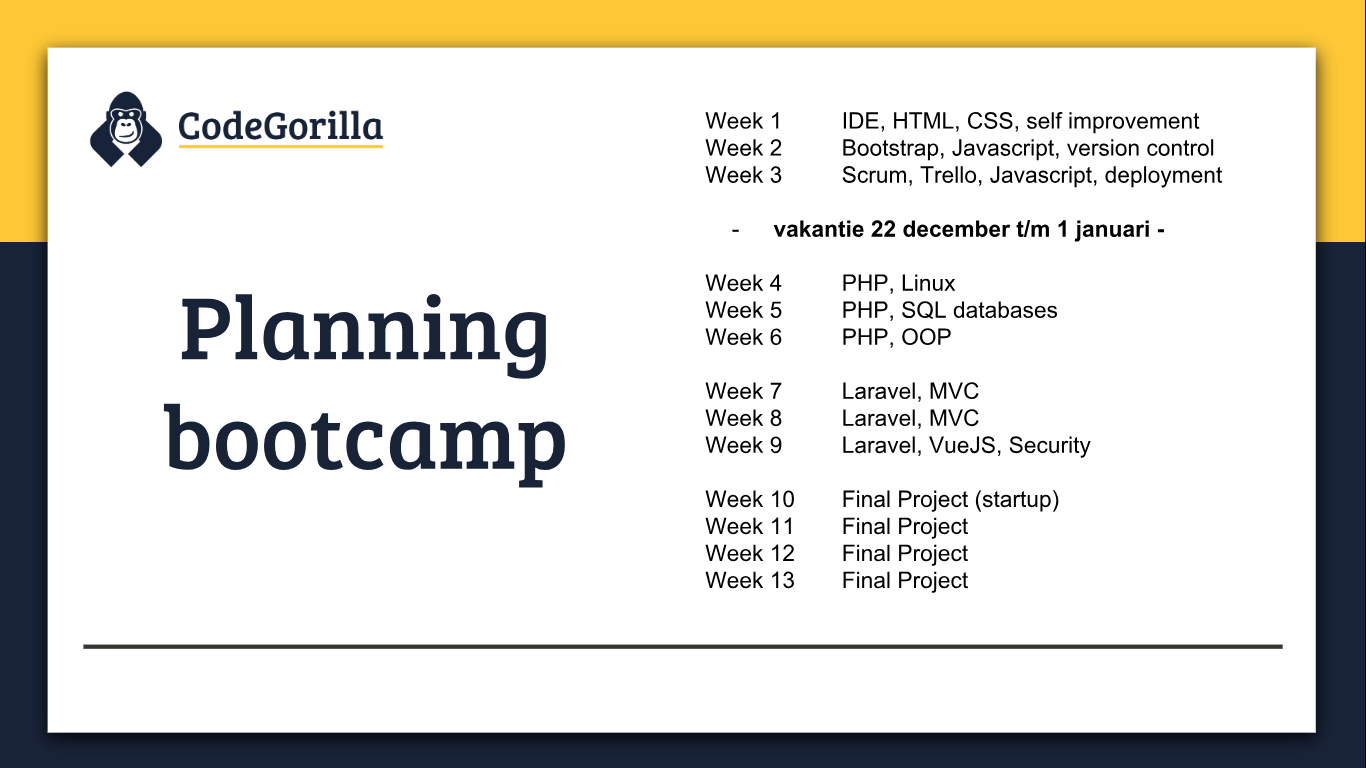 CodeGorilla
Planning
bootcamp
Week 1 IDE, HTML, CSS, self improvement
Week 2 Bootstrap, Javascript, version control
Week 3 Scrum, Trello, Javascript, deployment
- vakantie 22 december t/m 1 januari -
Week 4 PHP, Linux
Week 5 PHP, SQL databases
Week 6 PHP, OOP
Week 7 Laravel, MVC
Week 8 Laravel, MVC
Week 9 Laravel, VueJS, Security
Week 10 Final Project (startup)
Week 11 Final Project
Week 12 Final Project
Week 13 Final Project